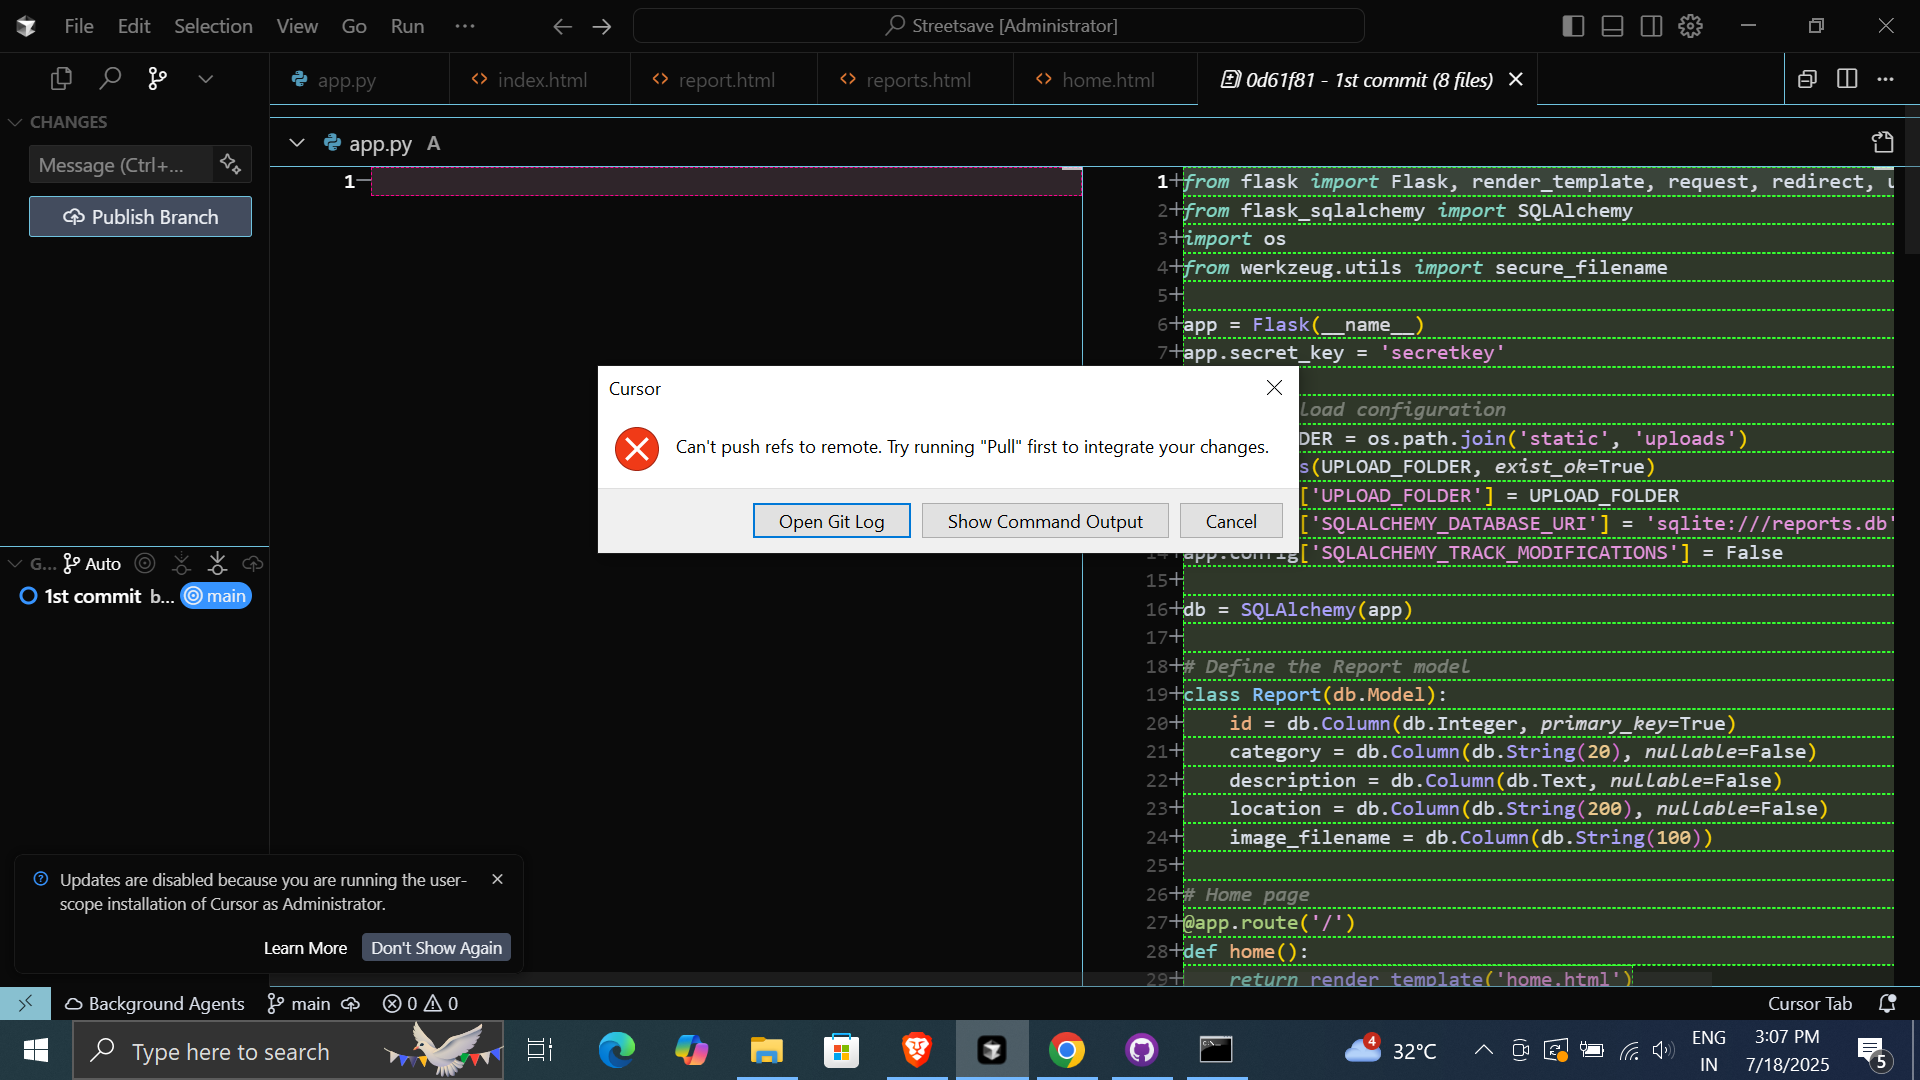 File Edit Selection View Go Run ···
Streetsave [Administrator]
app.py
index.html
report.html
reports.html
home.html
0d61f81 - 1st commit (8 files)
CHANGES
Message (Ctrl+...
Publish Branch
app.py A
1
1 from flask import Flask, render_template, request, redirect,
2 from flask_sqlalchemy import SQLAlchemy
3 import os
4 from werkzeug.utils import secure_filename
5
6 app = Flask(__name__)
7 app.secret_key = 'secretkey'
load configuration
DER = os.path.join('static', 'uploads')
s(UPLOAD_FOLDER, exist_ok=True)
['UPLOAD_FOLDER'] = UPLOAD_FOLDER
['SQLALCHEMY_DATABASE_URI'] = 'sqlite:///reports.db'
14 app.config['SQLALCHEMY_TRACK_MODIFICATIONS'] = False
15
16 db = SQLAlchemy(app)
17
18 # Define the Report model
19 class Report(db.Model):
20 id = db.Column(db.Integer, primary_key=True)
21 category = db.Column(db.String(20), nullable=False)
22 description = db.Column(db.Text, nullable=False)
23 location = db.Column(db.String(200), nullable=False)
24 image_filename = db.Column(db.String(100))
25
26 # Home page
27 @app.route('/')
28 def home():
29 return render_template('home.html')
Cursor
Can't push refs to remote. Try running "Pull" first to integrate your changes.
Open Git Log
Show Command Output
Cancel
G... Auto
1st commit b... main
Updates are disabled because you are running the user-
scope installation of Cursor as Administrator.
Learn More
Don't Show Again
Background Agents
main
0 0
Cursor Tab
Type here to search
4
32°C
ENG
IN
3:07 PM
7/18/2025
5